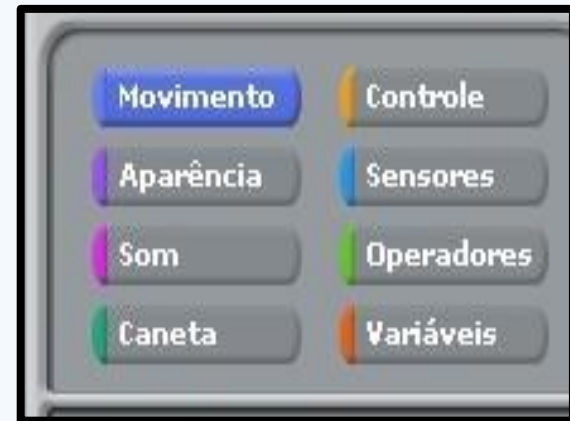 Movimento Controle
Aparência Sensores
Som Operadores
Caneta Variáveis